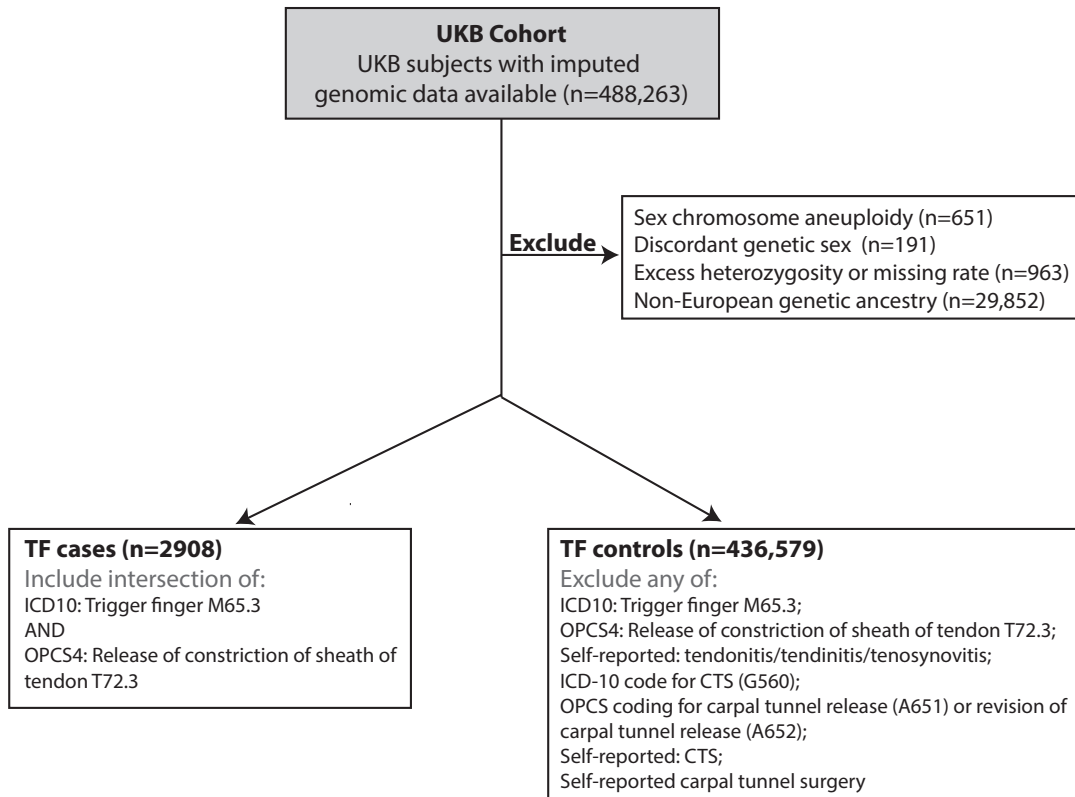 UKB Cohort
UKB subjects with imputed
genomic data available (n=488,263)
Exclude
Sex chromosome aneuploidy (n=651)
Discordant genetic sex (n=191)
Excess heterozygosity or missing rate (n=963)
Non-European genetic ancestry (n=29,852)
TF cases (n=2908)
Include intersection of:
ICD10: Trigger finger M65.3
AND
OPCS4: Release of constriction of sheath of
tendon T72.3
TF controls (n=436,579)
Exclude any of:
ICD10: Trigger finger M65.3;
OPCS4: Release of constriction of sheath of tendon T72.3;
Self-reported: tendonitis/tendinitis/tenosynovitis;
ICD-10 code for CTS (G560);
OPCS coding for carpal tunnel release (A651) or revision of
carpal tunnel release (A652);
Self-reported: CTS;
Self-reported carpal tunnel surgery